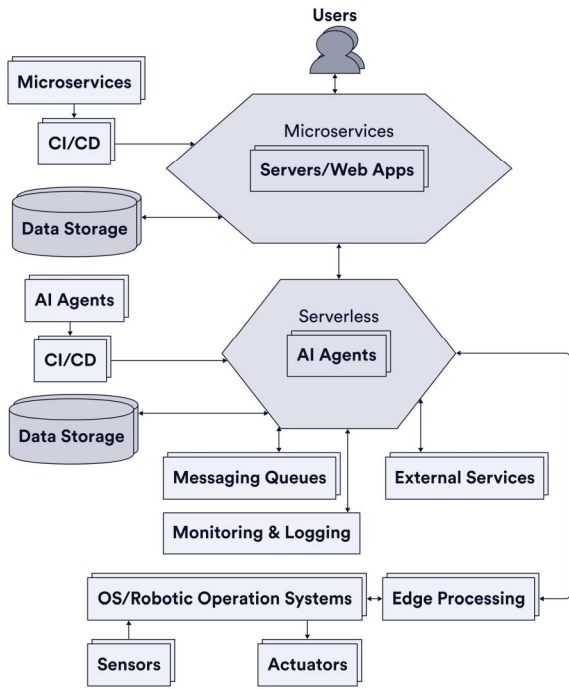 Users
Microservices
CI/CD
Microservices
Servers/Web Apps
Data Storage
AI Agents
CI/CD
Serverless
AI Agents
Data Storage
Messaging Queues
External Services
Monitoring & Logging
OS/Robotic Operation Systems
Edge Processing
Sensors
Actuators